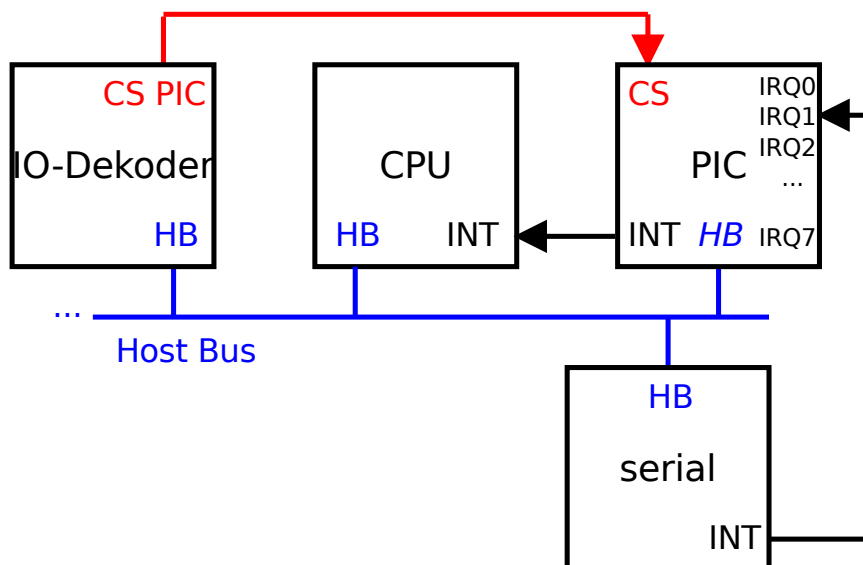 CS PIC
IO-Dekoder
HB
CPU
HB
INT
CS
IRQ0
IRQ1
IRQ2
...
PIC
INT
HB
IRQ7
...
Host Bus
HB
serial
INT